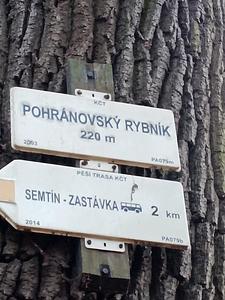 KČT
POHRÁNOVSKÝ RYBNÍK
220 m
2003 PA079m
PĚŠÍ TRASA KČT
SEMTÍN - ZASTÁVKA 2 km
2014 PA079b